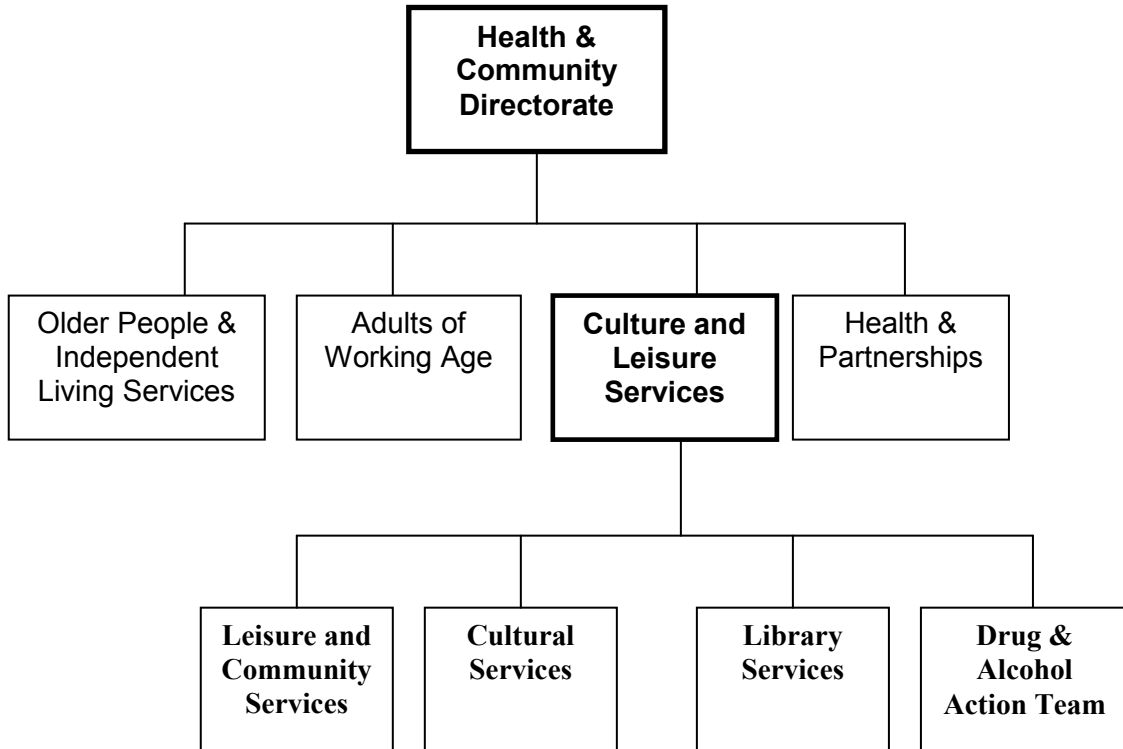 Health &
Community
Directorate
Older People &
Independent
Living Services
Adults of
Working Age
Culture and
Leisure
Services
Health &
Partnerships
Leisure and
Community
Services
Cultural
Services
Library
Services
Drug &
Alcohol
Action Team